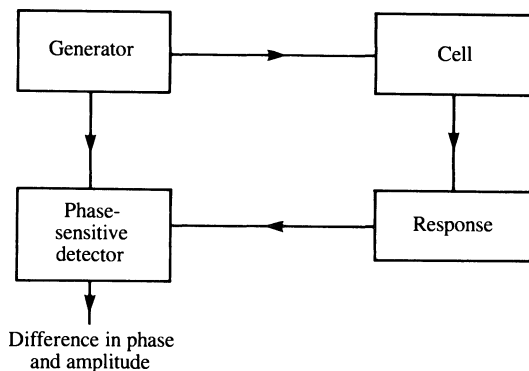 Generator
Cell
Phase-
sensitive
detector
Response
Difference in phase
and amplitude